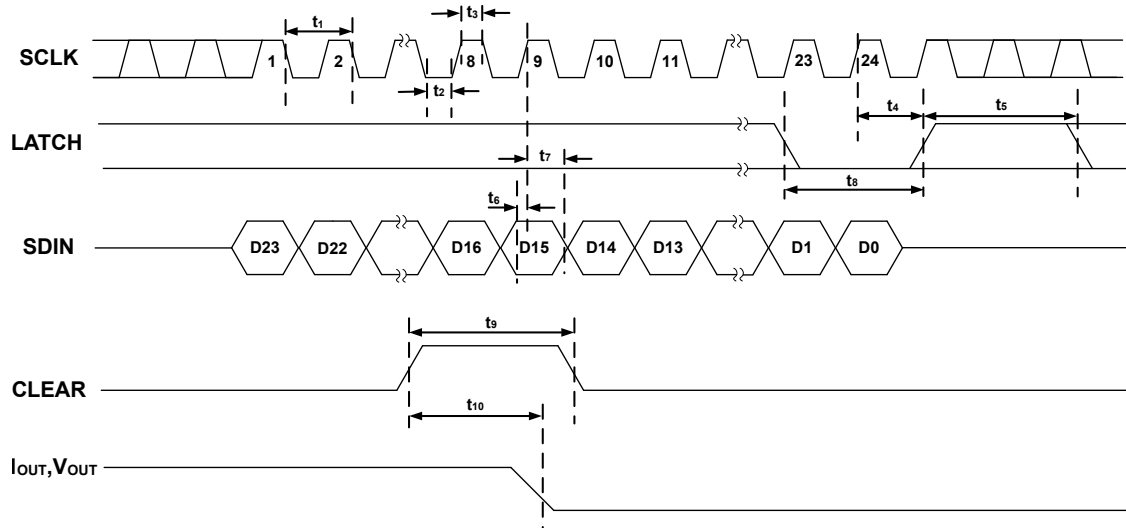 t1
t3
SCLK
1 2 8 9 10 11 23 24
t2
t4 t5
LATCH
t7
t8
t6
SDIN
D23 D22 D16 D15 D14 D13 D1 D0
t9
CLEAR
t10
IOUT,VOUT